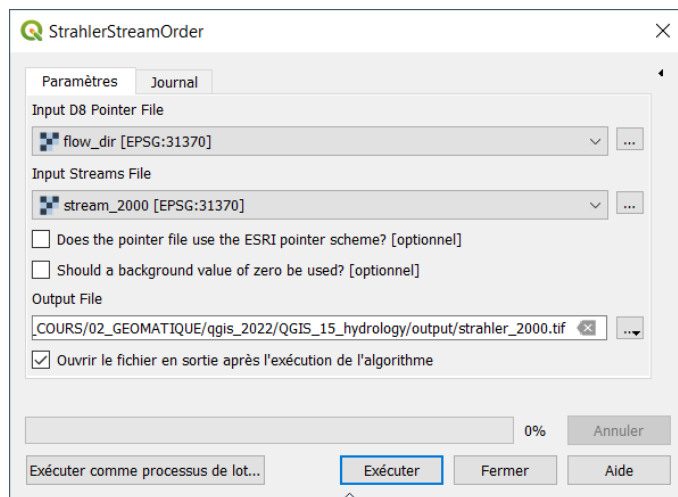 StrahlerStreamOrder
Paramètres Journal
Input D8 Pointer File
flow_dir [EPSG:31370]
...
Input Streams File
stream_2000 [EPSG:31370]
...
Does the pointer file use the ESRI pointer scheme? [optionnel]
Should a background value of zero be used? [optionnel]
Output File
_COURS/02_GEOMATIQUE/qgis_2022/QGIS_15_hydrology/output/strahler_2000.tif
...
Ouvrir le fichier en sortie après l'exécution de l'algorithme
0% Annuler
Exécuter comme processus de lot... Exécuter Fermer Aide